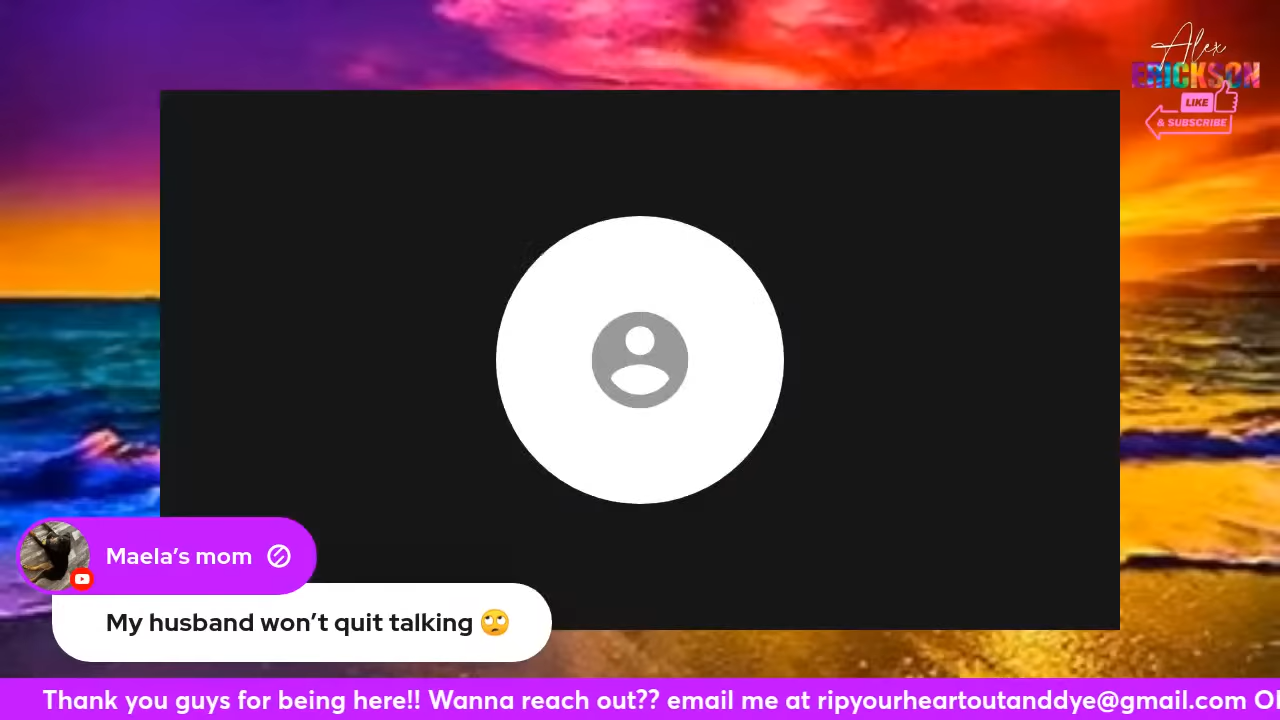 Alex
ERICKSON
LIKE
& SUBSCRIBE
Maela's mom
My husband won't quit talking 🙄
Thank you guys for being here!! Wanna reach out?? email me at ripyourheartoutanddye@gmail.com